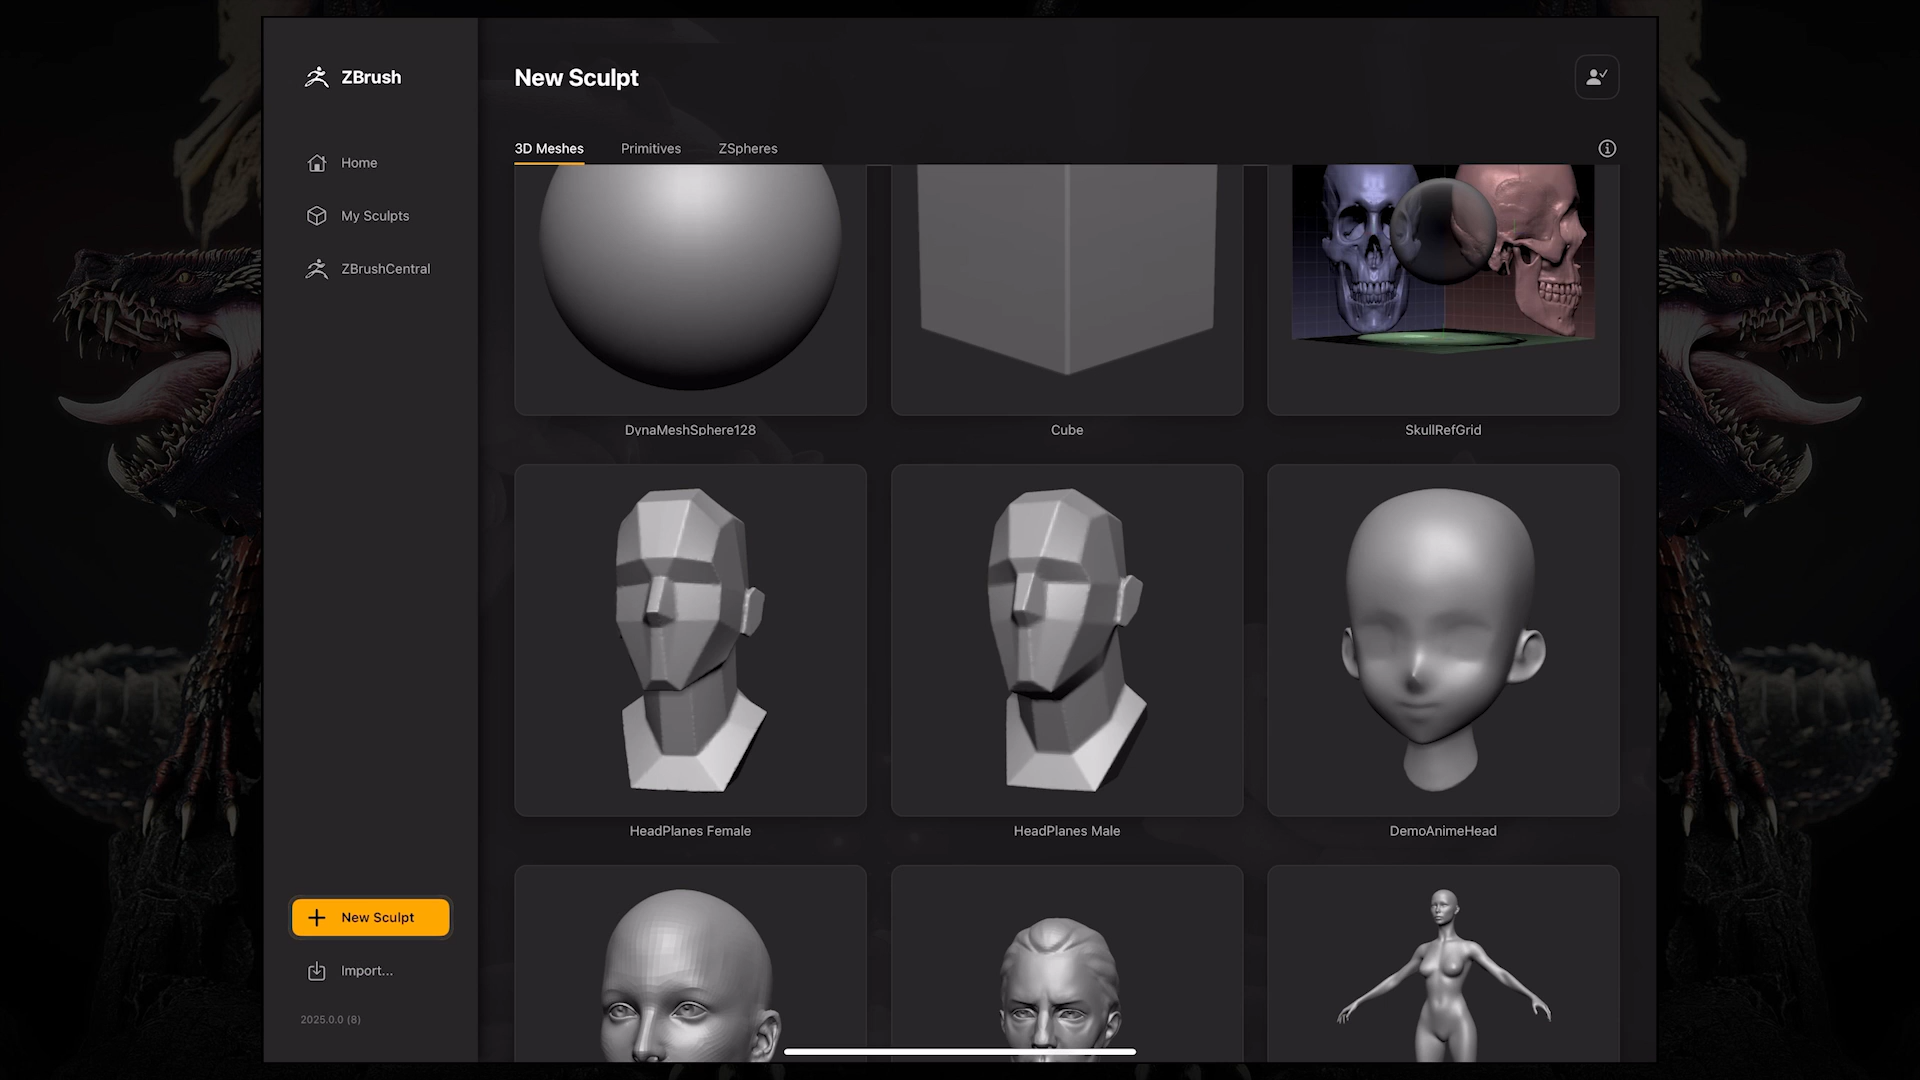 ZBrush
Home
My Sculpts
ZBrushCentral
New Sculpt
Import...
2025.0.0 (8)
New Sculpt
3D Meshes
Primitives
ZSpheres
DynaMeshSphere128
Cube
SkullRefGrid
HeadPlanes Female
HeadPlanes Male
DemoAnimeHead